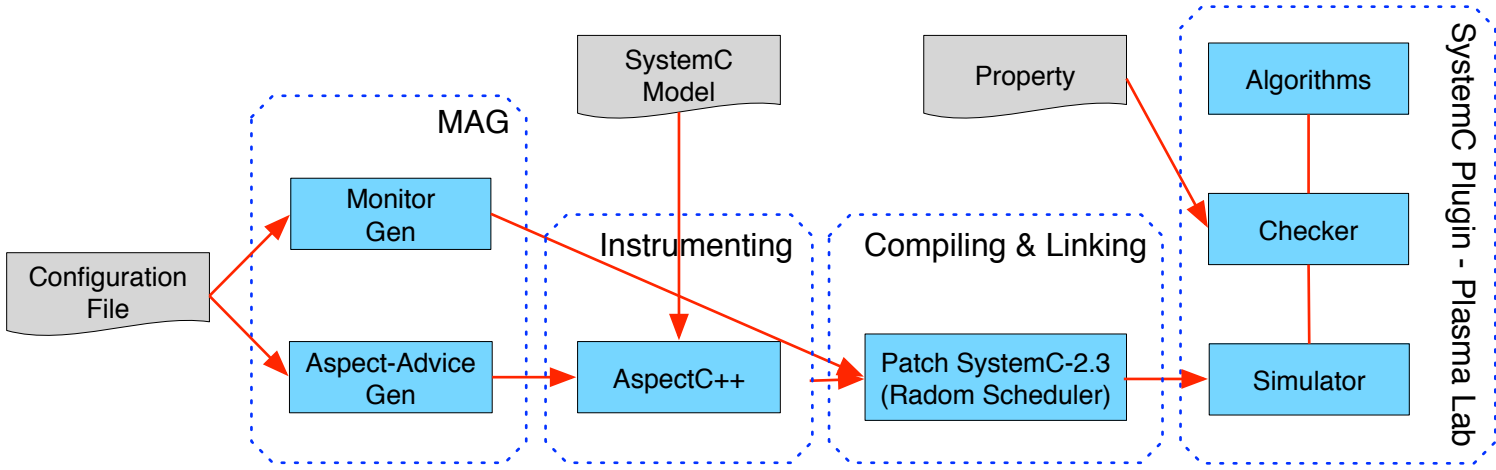 SystemC
Model
Property
Algorithms
SystemC Plugin - Plasma Lab
MAG
Monitor
Gen
Instrumenting
Compiling & Linking
Checker
Configuration
File
Aspect-Advice
Gen
AspectC++
Patch SystemC-2.3
(Radom Scheduler)
Simulator